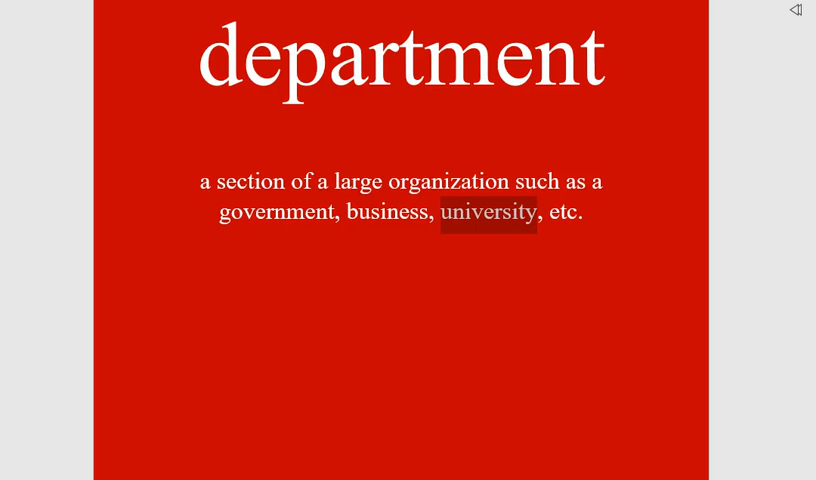 department
a section of a large organization such as a
government, business, university, etc.